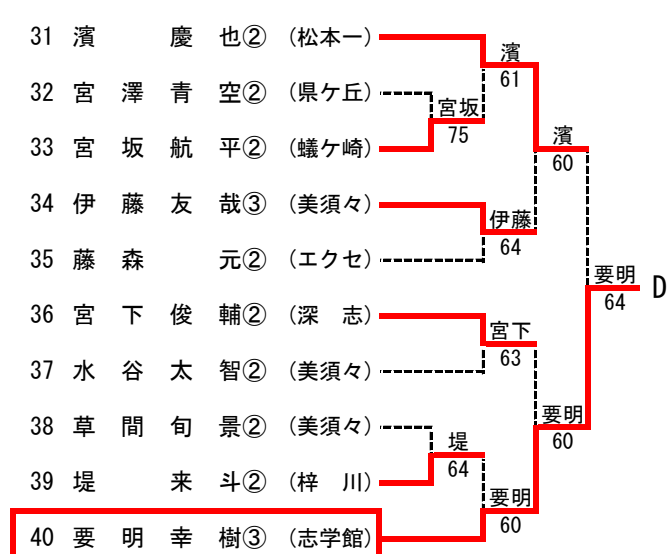 31 濱 慶 也② (松本一)
濱
61
32 宮 澤 青 空② (県ケ丘)
宮坂
75
33 宮 坂 航 平② (蟻ケ崎)
濱
60
34 伊 藤 友 哉③ (美須々)
伊藤
64
35 藤 森 元② (エクセ)
要明
64
D
36 宮 下 俊 輔② (深 志)
宮下
63
37 水 谷 太 智② (美須々)
38 草 間 旬 景② (美須々)
要明
60
堤
64
39 堤 来 斗② (梓 川)
要明
60
40 要 明 幸 樹③ (志学館)